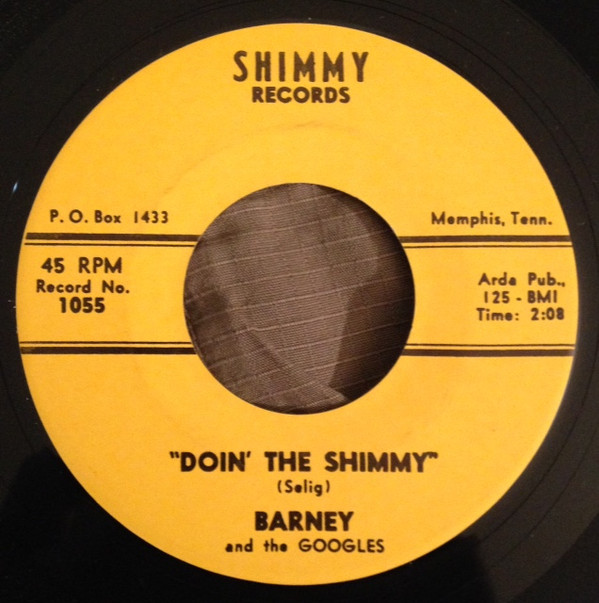 SHIMMY
RECORDS
P. O. Box 1433
Memphis, Tenn.
45 RPM
Record No.
1055
Arda Pub.,
125 - BMI
Time: 2:08
"DOIN' THE SHIMMY"
(Selig)
BARNEY
and the GOOGLES